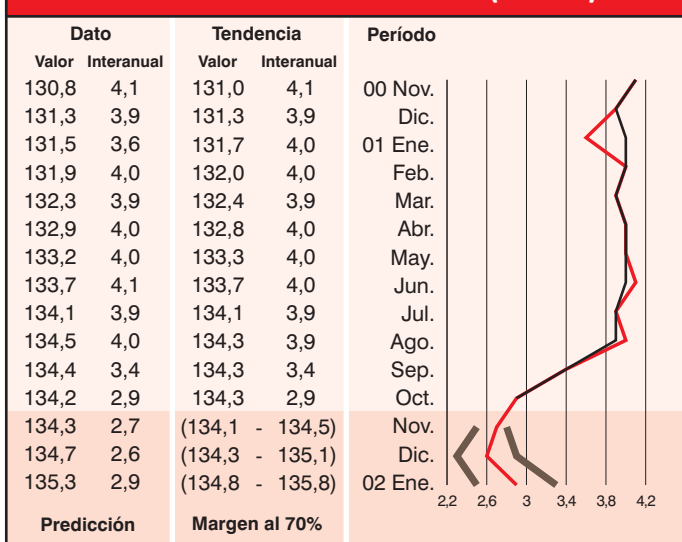 Dato Tendencia Período
Valor Interanual Valor Interanual
130,8 4,1 131,0 4,1 00 Nov.
131,3 3,9 131,3 3,9 Dic.
131,5 3,6 131,7 4,0 01 Ene.
131,9 4,0 132,0 4,0 Feb.
132,3 3,9 132,4 3,9 Mar.
132,9 4,0 132,8 4,0 Abr.
133,2 4,0 133,3 4,0 May.
133,7 4,1 133,7 4,0 Jun.
134,1 3,9 134,1 3,9 Jul.
134,5 4,0 134,3 3,9 Ago.
134,4 3,4 134,3 3,4 Sep.
134,2 2,9 134,3 2,9 Oct.
134,3 2,7 (134,1 - 134,5) Nov.
134,7 2,6 (134,3 - 135,1) Dic.
135,3 2,9 (134,8 - 135,8) 02 Ene.
2,2 2,6 3 3,4 3,8 4,2
Predicción Margen al 70%